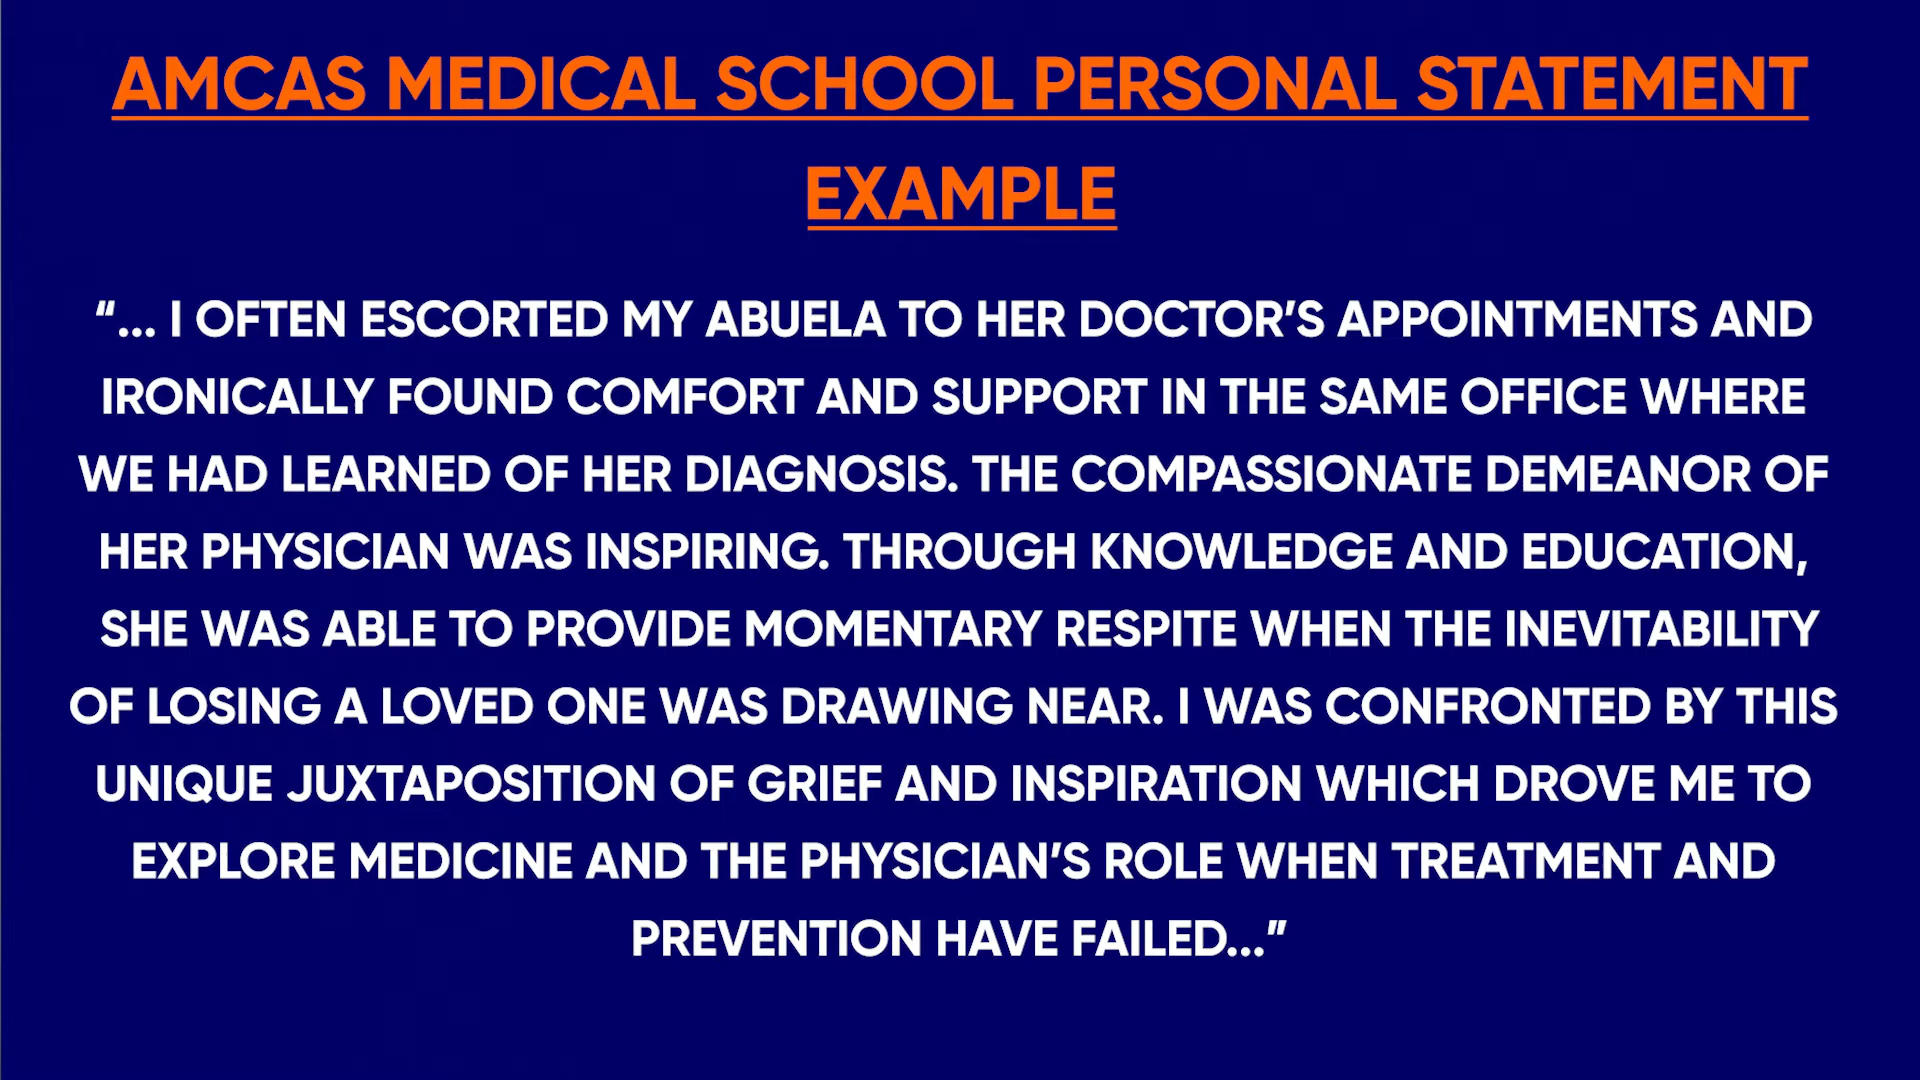 AMCAS MEDICAL SCHOOL PERSONAL STATEMENT
EXAMPLE
“... I OFTEN ESCORTED MY ABUELA TO HER DOCTOR’S APPOINTMENTS AND
IRONICALLY FOUND COMFORT AND SUPPORT IN THE SAME OFFICE WHERE
WE HAD LEARNED OF HER DIAGNOSIS. THE COMPASSIONATE DEMEANOR OF
HER PHYSICIAN WAS INSPIRING. THROUGH KNOWLEDGE AND EDUCATION,
SHE WAS ABLE TO PROVIDE MOMENTARY RESPITE WHEN THE INEVITABILITY
OF LOSING A LOVED ONE WAS DRAWING NEAR. I WAS CONFRONTED BY THIS
UNIQUE JUXTAPOSITION OF GRIEF AND INSPIRATION WHICH DROVE ME TO
EXPLORE MEDICINE AND THE PHYSICIAN’S ROLE WHEN TREATMENT AND
PREVENTION HAVE FAILED...”